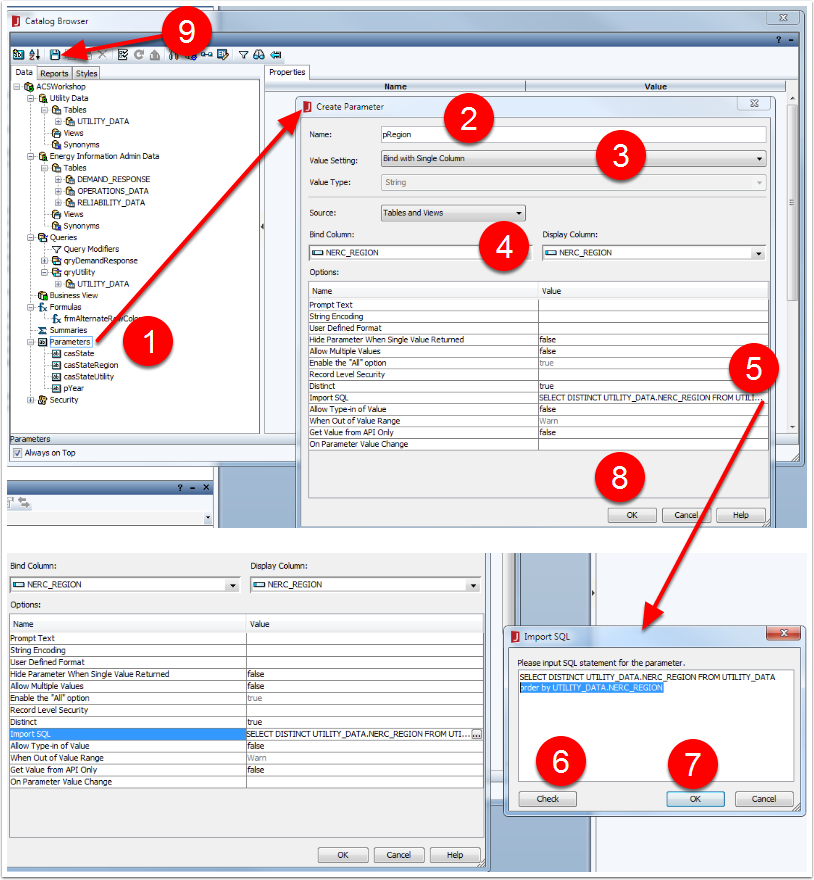 Catalog Browser
9
Data Reports Styles
Properties
Name Value
ACSWorkshop
Utility Data
Tables
UTILITY_DATA
Views
Synonyms
Energy Information Admin Data
Tables
DEMAND_RESPONSE
OPERATIONS_DATA
RELIABILITY_DATA
Views
Synonyms
Queries
Query Modifiers
qryDemandResponse
qryUtility
UTILITY_DATA
Business View
Formulas
Summaries
Parameters
casState
casStateRegion
casStateUtility
pYear
Security
1
Parameters
Always on Top
Create Parameter
2
Name: pRegion
3
Value Setting: Bind with Single Column
Value Type: String
Source: Tables and Views
4
Bind Column: Display Column:
NERC_REGION NERC_REGION
Options:
Name Value
Prompt Text
String Encoding
User Defined Format
Hide Parameter When Single Value Returned false
Allow Multiple Values false
Enable the "All" option true
Record Level Security
5
Distinct true
Import SQL SELECT DISTINCT UTILITY_DATA.NERC_REGION FROM UTILI...
Allow Type-in of Value false
When Out of Value Range Warn
Get Value from API Only false
On Parameter Value Change
8
OK Cancel Help
Bind Column: Display Column:
NERC_REGION NERC_REGION
Options:
Name Value
Prompt Text
String Encoding
User Defined Format
Hide Parameter When Single Value Returned false
Allow Multiple Values false
Enable the "All" option true
Record Level Security
Distinct true
Import SQL SELECT DISTINCT UTILITY_DATA.NERC_REGION FROM UTI... ...
Allow Type-in of Value false
When Out of Value Range Warn
Get Value from API Only false
On Parameter Value Change
OK Cancel Help
Import SQL
Please input SQL statement for the parameter.
SELECT DISTINCT UTILITY_DATA.NERC_REGION FROM UTILITY_DATA
order by UTILITY_DATA.NERC_REGION
6 7
Check OK Cancel